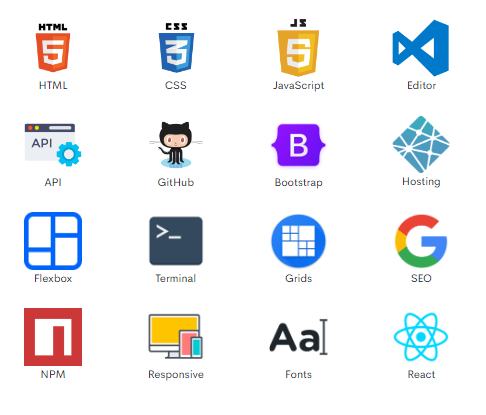 HTML
5
HTML
CSS
3
CSS
JS
5
JavaScript
Editor
API
API
GitHub
B
Bootstrap
Hosting
Flexbox
>_
Terminal
Grids
G
SEO
n
NPM
Responsive
Aa
Fonts
React